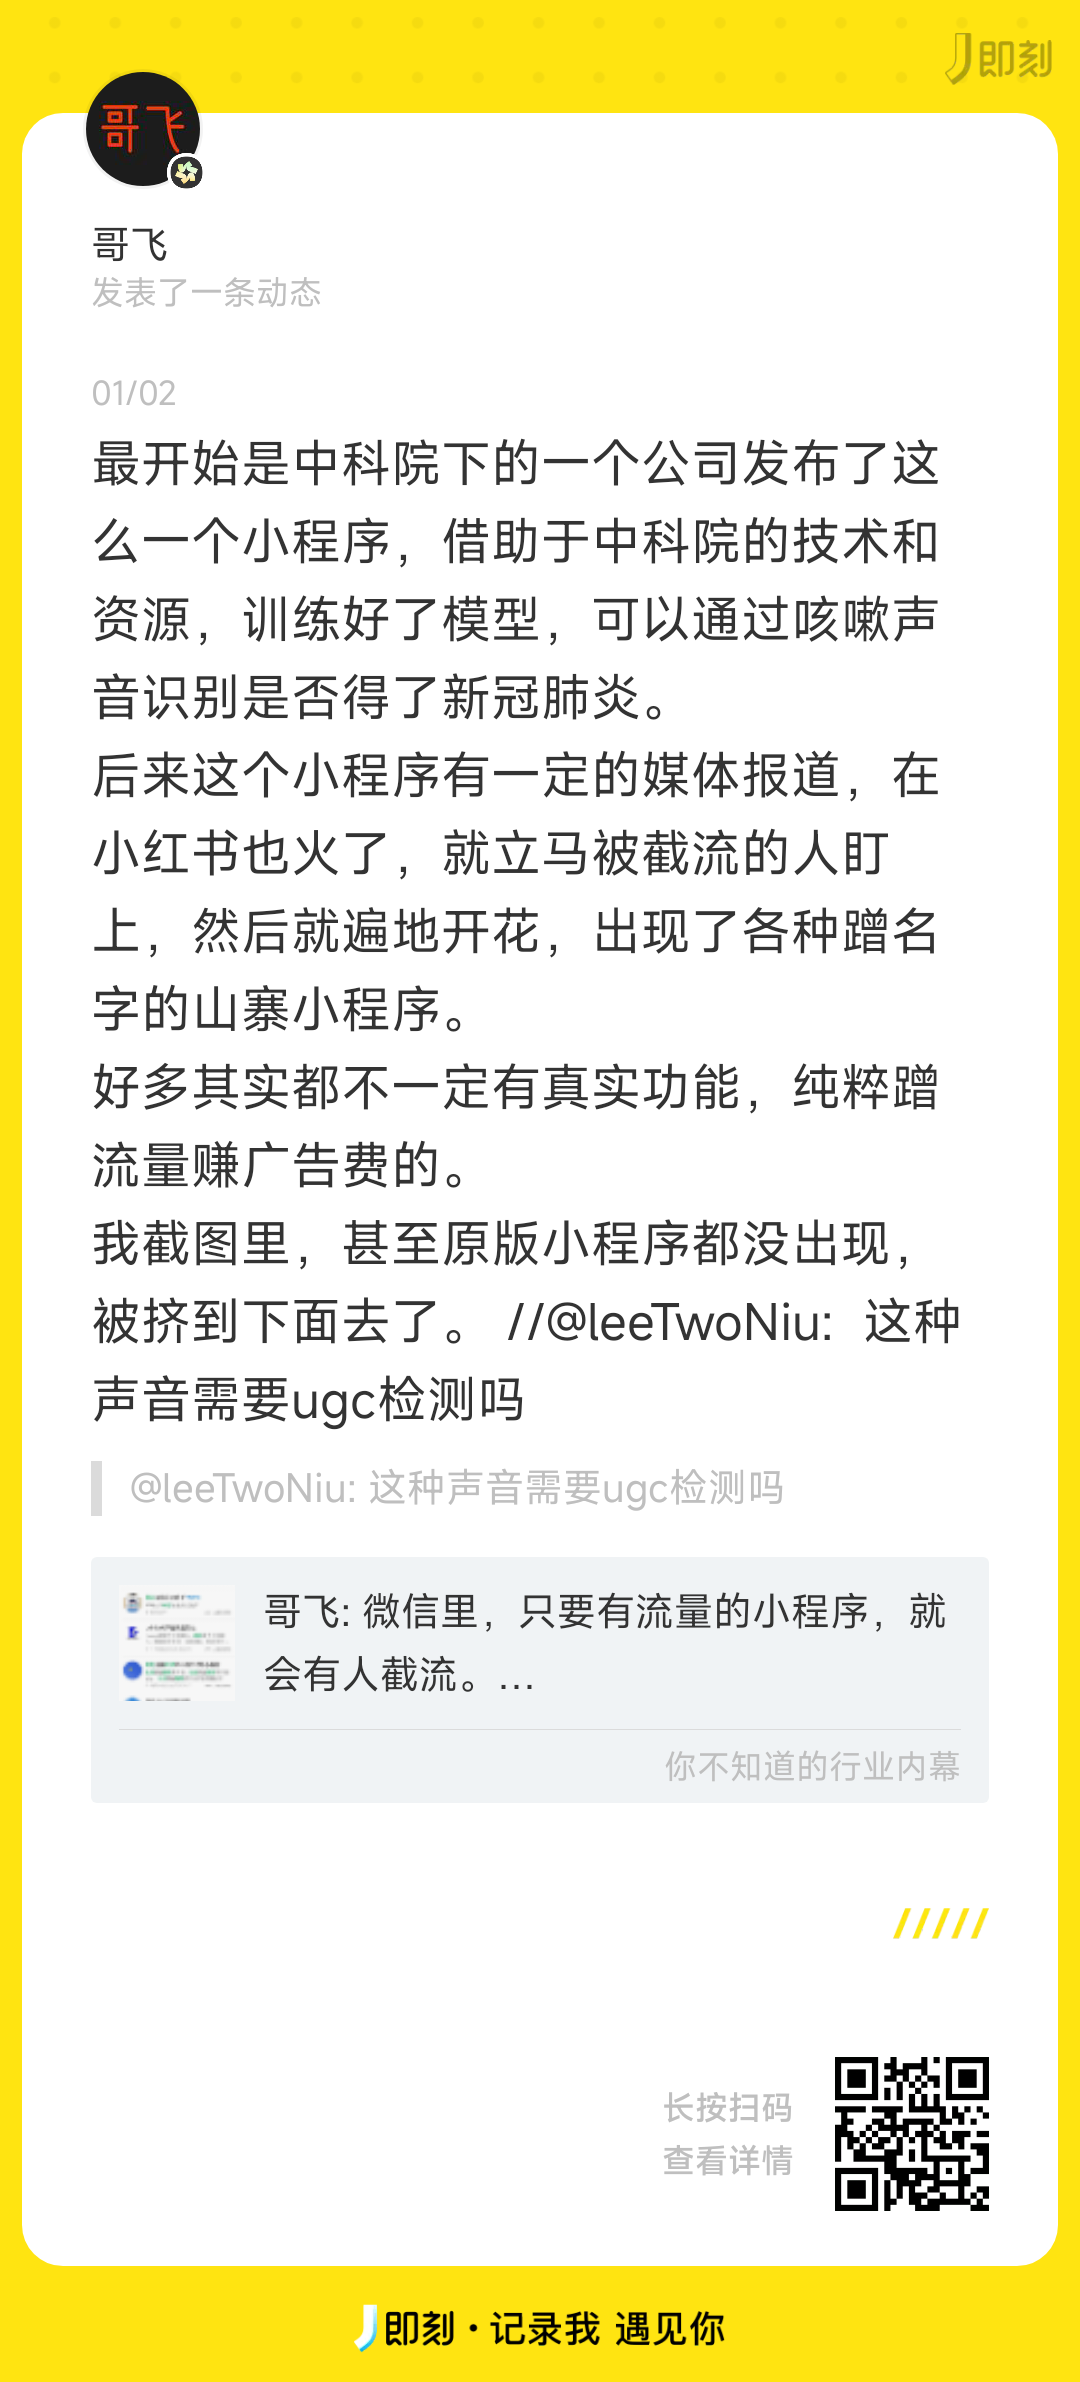 即刻
哥飞
哥飞
发表了一条动态
01/02
最开始是中科院下的一个公司发布了这
么一个小程序，借助于中科院的技术和
资源，训练好了模型，可以通过咳嗽声
音识别是否得了新冠肺炎。
后来这个小程序有一定的媒体报道，在
小红书也火了，就立马被截流的人盯
上，然后就遍地开花，出现了各种蹭名
字的山寨小程序。
好多其实都不一定有真实功能，纯粹蹭
流量赚广告费的。
我截图里，甚至原版小程序都没出现，
被挤到下面去了。 //@leeTwoNiu: 这种
声音需要ugc检测吗
@leeTwoNiu: 这种声音需要ugc检测吗
哥飞: 微信里，只要有流量的小程序，就
会有人截流。...
你不知道的行业内幕
长按扫码
查看详情
即刻·记录我 遇见你